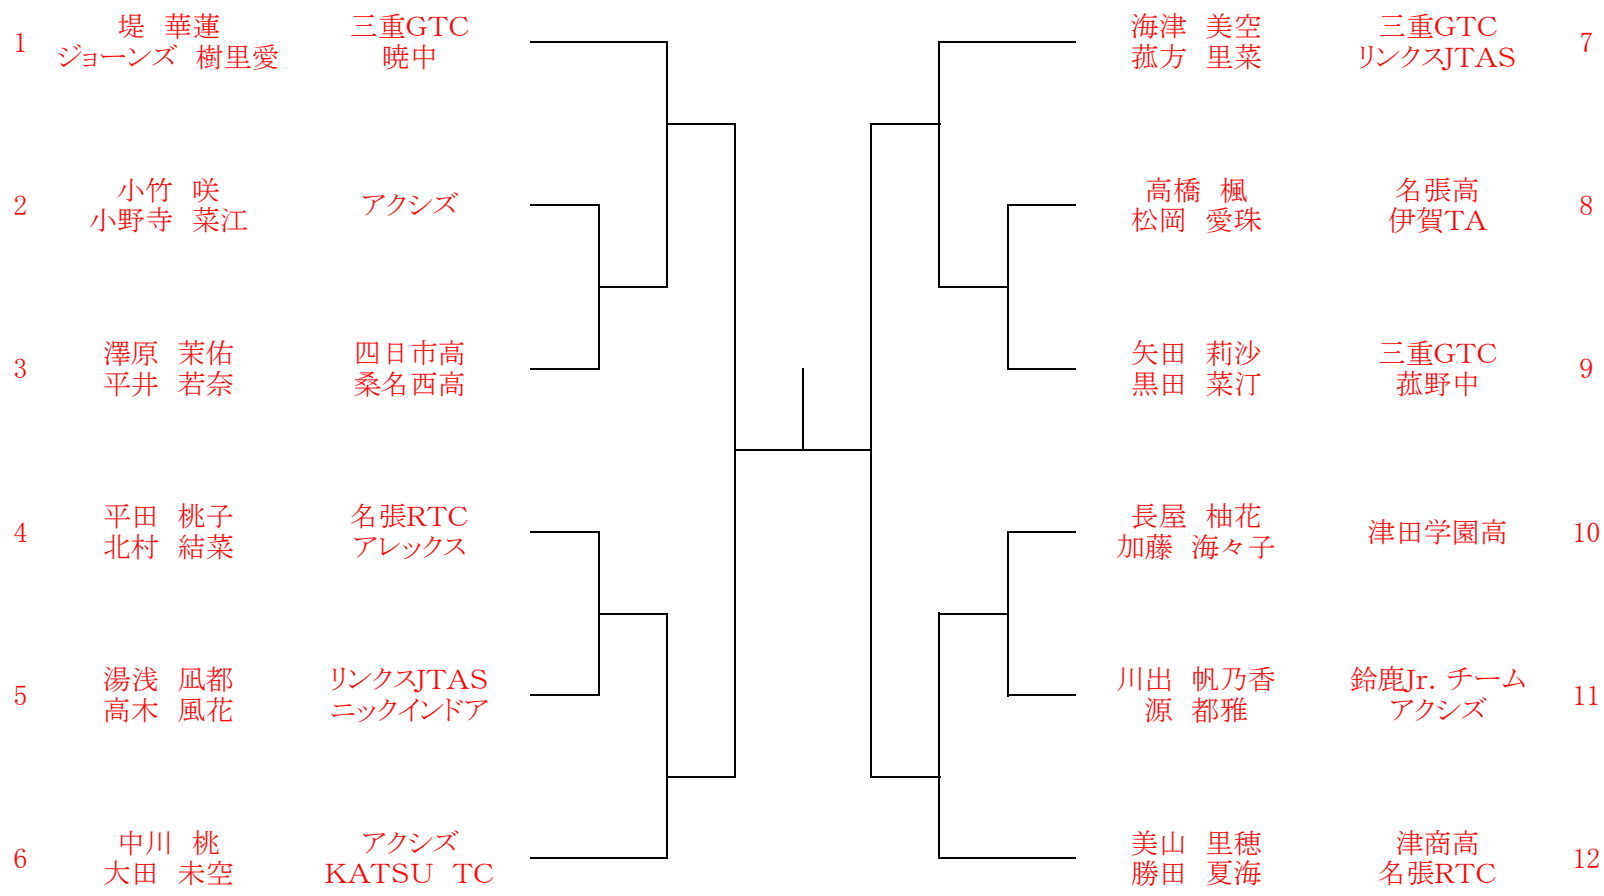 1 堤　華蓮 三重GTC
ジョーンズ　樹里愛 暁中
2 小竹　咲 アクシズ
小野寺　菜江
3 澤原　茉佑 四日市高
平井　若奈 桑名西高
4 平田　桃子 名張RTC
北村　結菜 アレックス
5 湯浅　凪都 リンクスJTAS
高木　風花 ニックインドア
6 中川　桃 アクシズ
大田　未空 KATSU　TC
海津　美空 三重GTC 7
菰方　里菜 リンクスJTAS
高橋　楓 名張高 8
松岡　愛珠 伊賀TA
矢田　莉沙 三重GTC 9
黒田　菜汀 菰野中
長屋　柚花 津田学園高 10
加藤　海々子
川出　帆乃香 鈴鹿Jr. チーム 11
源　都雅 アクシズ
美山　里穂 津商高 12
勝田　夏海 名張RTC